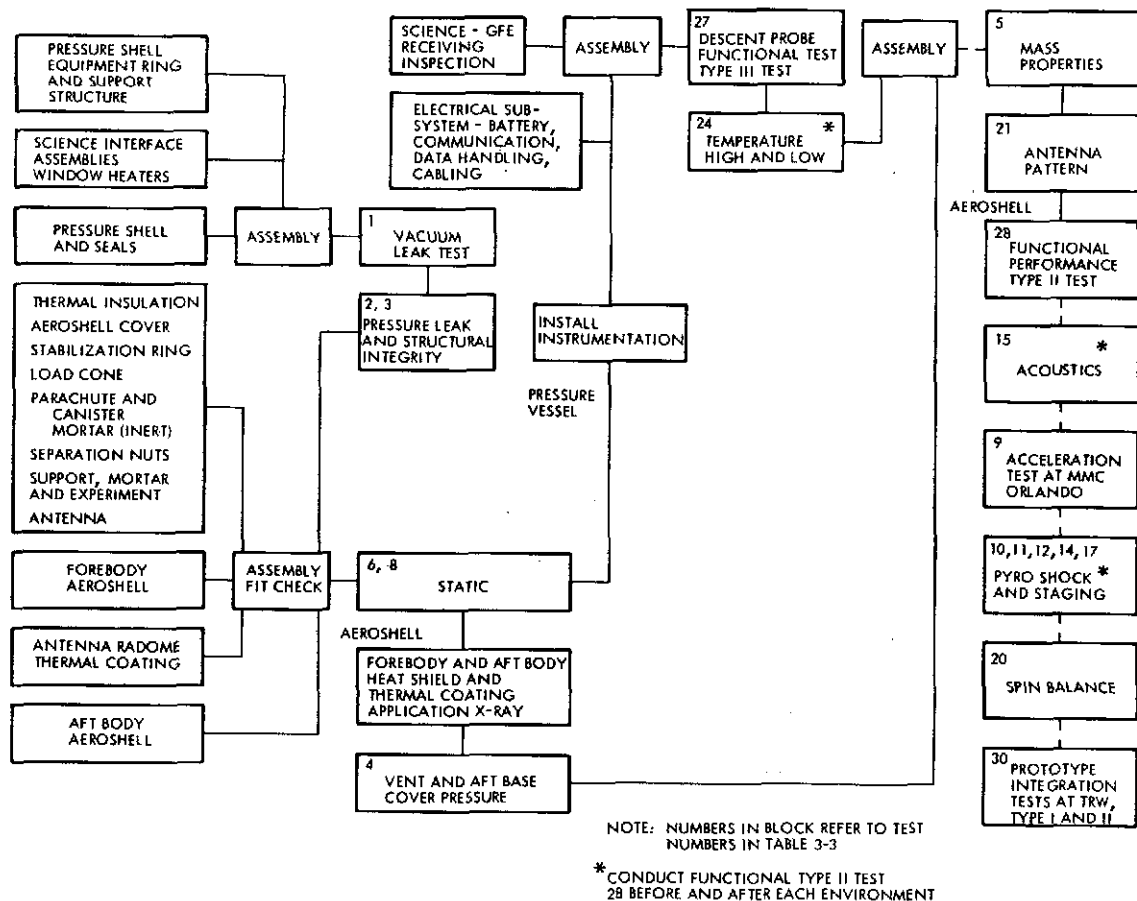 PRESSURE SHELL
EQUIPMENT RING
AND SUPPORT
STRUCTURE
SCIENCE INTERFACE
ASSEMBLIES
WINDOW HEATERS
PRESSURE SHELL
AND SEALS
ASSEMBLY
1
VACUUM
LEAK TEST
2, 3
PRESSURE LEAK
AND STRUCTURAL
INTEGRITY
THERMAL INSULATION
AEROSHELL COVER
STABILIZATION RING
LOAD CONE
PARACHUTE AND
CANISTER
MORTAR (INERT)
SEPARATION NUTS
SUPPORT, MORTAR
AND EXPERIMENT
ANTENNA
FOREBODY
AEROSHELL
ANTENNA RADOME
THERMAL COATING
AFT BODY
AEROSHELL
ASSEMBLY
FIT CHECK
6, 8
STATIC
AEROSHELL
FOREBODY AND AFT BODY
HEAT SHIELD AND
THERMAL COATING
APPLICATION X-RAY
4
VENT AND AFT BASE
COVER PRESSURE
SCIENCE - GFE
RECEIVING
INSPECTION
ASSEMBLY
ELECTRICAL SUB-
SYSTEM - BATTERY,
COMMUNICATION,
DATA HANDLING,
CABLING
INSTALL
INSTRUMENTATION
PRESSURE
VESSEL
27
DESCENT PROBE
FUNCTIONAL TEST
TYPE III TEST
24 *
TEMPERATURE
HIGH AND LOW
ASSEMBLY
5
MASS
PROPERTIES
21
ANTENNA
PATTERN
AEROSHELL
28
FUNCTIONAL
PERFORMANCE
TYPE II TEST
15 *
ACOUSTICS
9
ACCELERATION
TEST AT MMC
ORLANDO
10, 11, 12, 14, 17
PYRO SHOCK *
AND STAGING
20
SPIN BALANCE
30
PROTOTYPE
INTEGRATION
TESTS AT TRW,
TYPE I AND II
NOTE: NUMBERS IN BLOCK REFER TO TEST
NUMBERS IN TABLE 3-3
* CONDUCT FUNCTIONAL TYPE II TEST
28 BEFORE AND AFTER EACH ENVIRONMENT